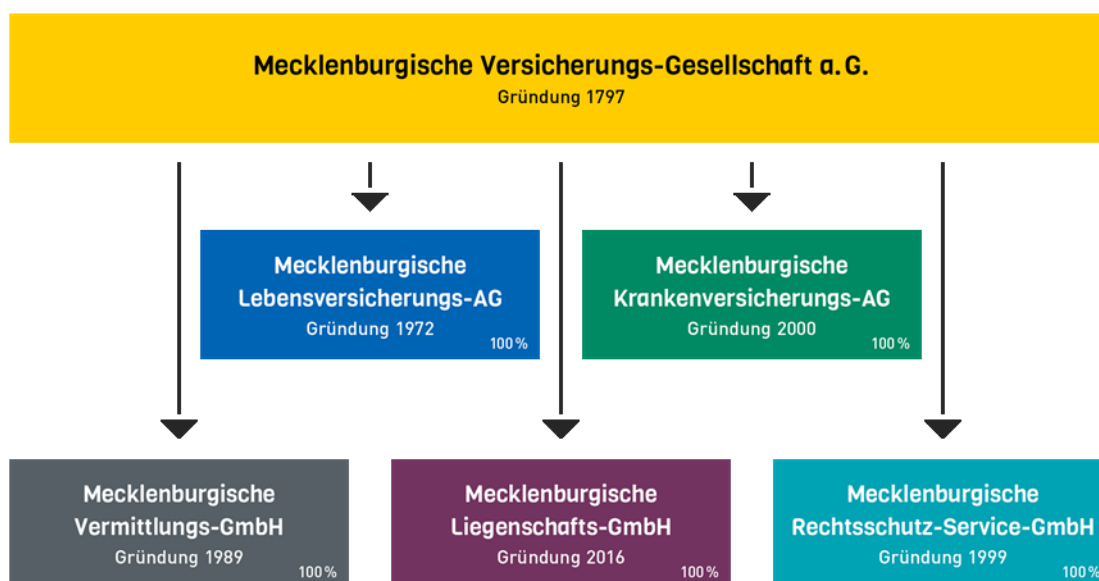 Mecklenburgische Versicherungs-Gesellschaft a. G.
Gründung 1797
Mecklenburgische
Lebensversicherungs-AG
Gründung 1972
100 %
Mecklenburgische
Krankenversicherungs-AG
Gründung 2000
100 %
Mecklenburgische
Vermittlungs-GmbH
Gründung 1989
100 %
Mecklenburgische
Liegenschafts-GmbH
Gründung 2016
100 %
Mecklenburgische
Rechtsschutz-Service-GmbH
Gründung 1999
100 %